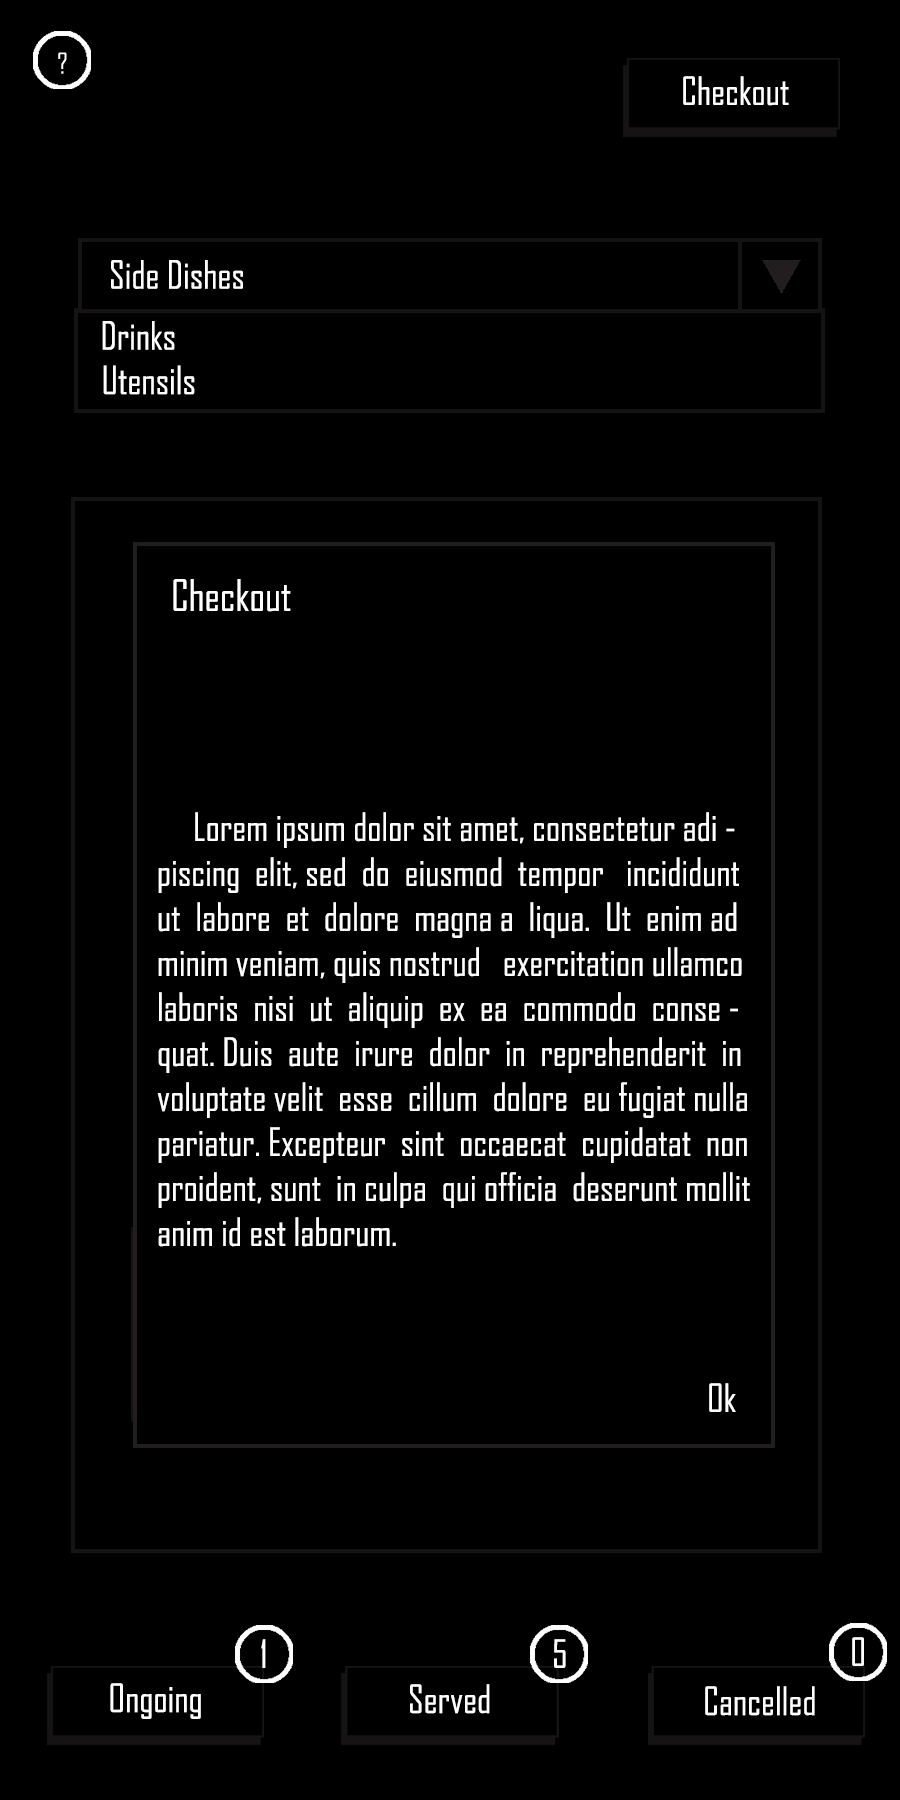 ?
Checkout
Side Dishes
Drinks
Utensils
Checkout
Lorem ipsum dolor sit amet, consectetur adi -
piscing elit, sed do eiusmod tempor incididunt
ut labore et dolore magna a liqua. Ut enim ad
minim veniam, quis nostrud exercitation ullamco
laboris nisi ut aliquip ex ea commodo conse -
quat. Duis aute irure dolor in reprehenderit in
voluptate velit esse cillum dolore eu fugiat nulla
pariatur. Excepteur sint occaecat cupidatat non
proident, sunt in culpa qui officia deserunt mollit
anim id est laborum.
Ok
1
5
0
Ongoing
Served
Cancelled